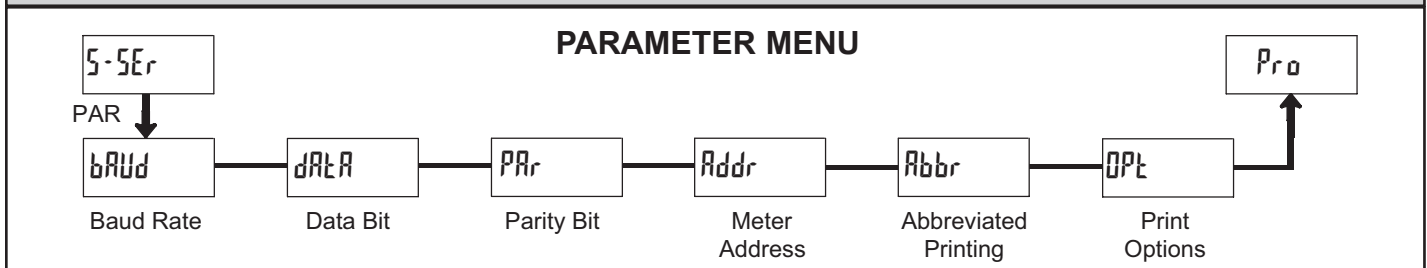 PARAMETER MENU
5-SEr
Pro
PAR
bAUd
dAtA
PAr
Addr
Abbr
OPt
Baud Rate
Data Bit
Parity Bit
Meter
Address
Abbreviated
Printing
Print
Options